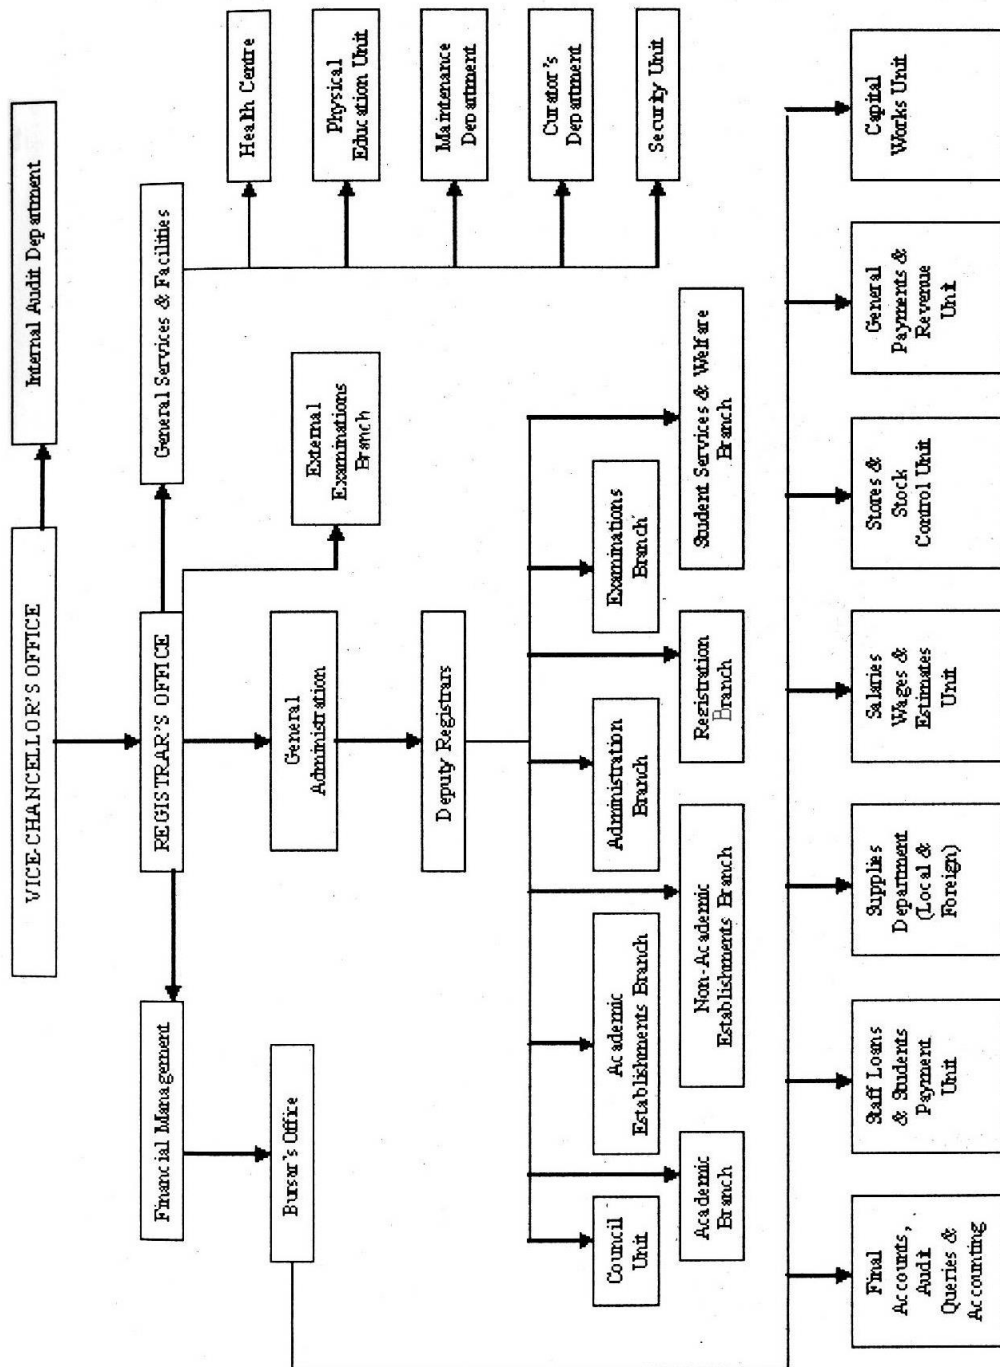 VICE-CHANCELLOR'S OFFICE
Internal Audit Department
REGISTRAR'S OFFICE
Financial Management
General Services & Facilities
Bursar's Office
General
Administration
External
Examinations
Branch
Health Centre
Physical
Education Unit
Maintenance
Department
Curator's
Department
Security Unit
Deputy Registrars
Council
Unit
Academic
Establishments Branch
Administration
Branch
Examinations
Branch
Academic
Branch
Non-Academic
Establishments Branch
Registration
Branch
Student Services & Welfare
Branch
Final
Accounts,
Audit
Queries &
Accounting
Staff Loans
& Students
Payment
Unit
Supplies
Department
(Local &
Foreign)
Salaries
Wages &
Estimates
Unit
Stores &
Stock
Control Unit
General
Payments &
Revenue
Unit
Capital
Works Unit